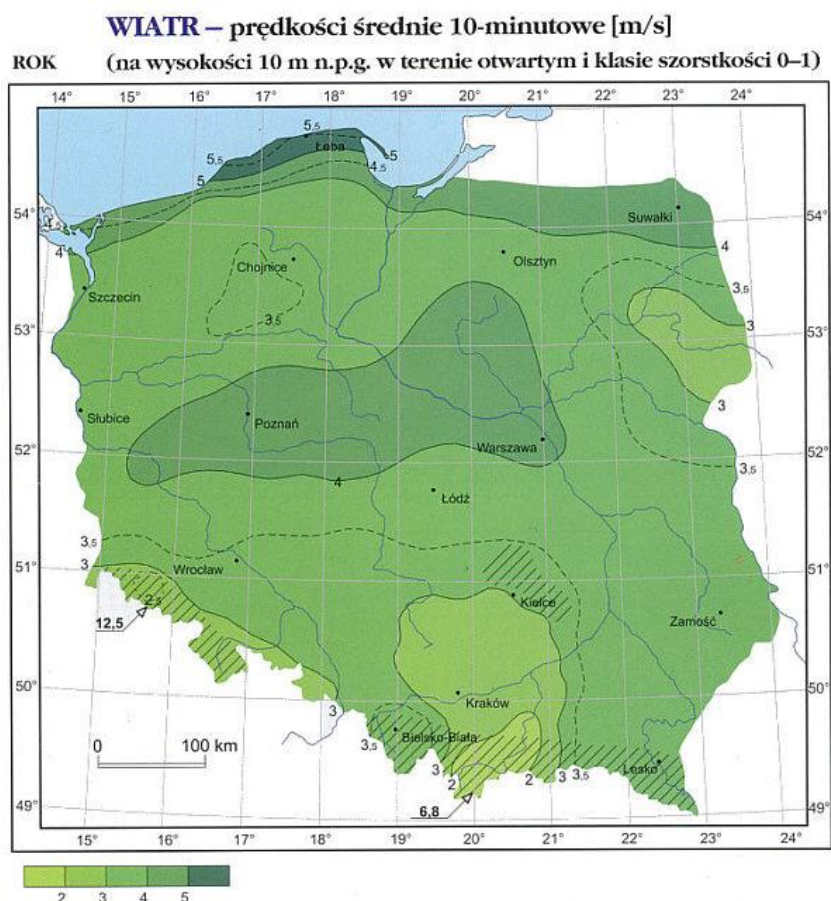 WIATR – prędkości średnie 10-minutowe [m/s]
ROK (na wysokości 10 m n.p.g. w terenie otwartym i klasie szorstkości 0–1)
14° 15° 16° 17° 18° 19° 20° 21° 22° 23° 24°
5,5
Łeba
5,5
5
4,5
5
54°
54°
Suwałki
4,5
4
4
Olsztyn
Chojnice
3,5
Szczecin
3,5
3
53°
53°
3
Słubice
Poznań
Warszawa
52°
52°
3,5
4
Łódź
3,5
51°
51°
3
Wrocław
2,5
Kielce
12,5
Zamość
50°
50°
Kraków
3
0 100 km
Bielsko-Biała
3,5
3
2
2
3
3,5
Lesko
6,8
49°
49°
15° 16° 17° 18° 19° 20° 21° 22° 23° 24°
2 3 4 5